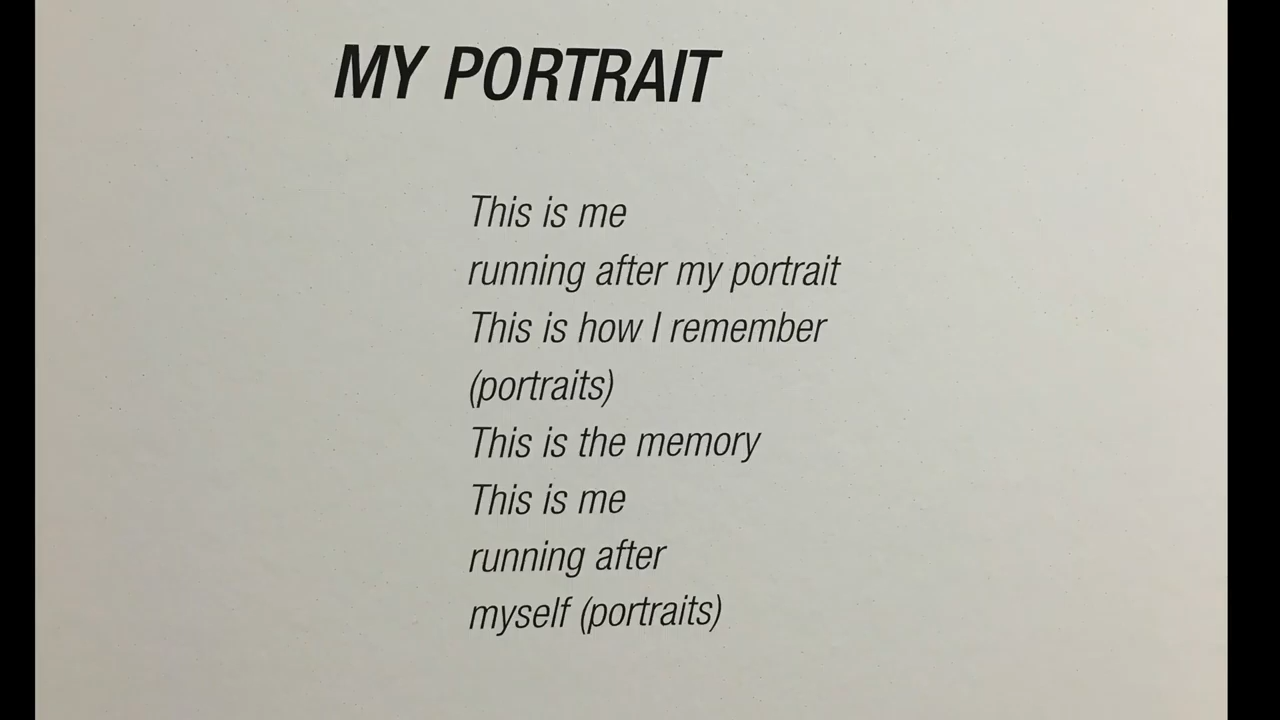 MY PORTRAIT
This is me
running after my portrait
This is how I remember
(portraits)
This is the memory
This is me
running after
myself (portraits)